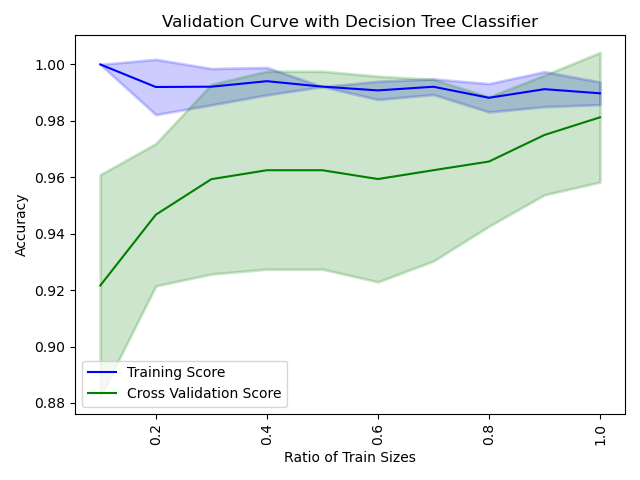 Validation Curve with Decision Tree Classifier
1.00
0.98
0.96
0.94
0.92
0.90
0.88
Accuracy
Training Score
Cross Validation Score
0.2
0.4
0.6
0.8
1.0
Ratio of Train Sizes